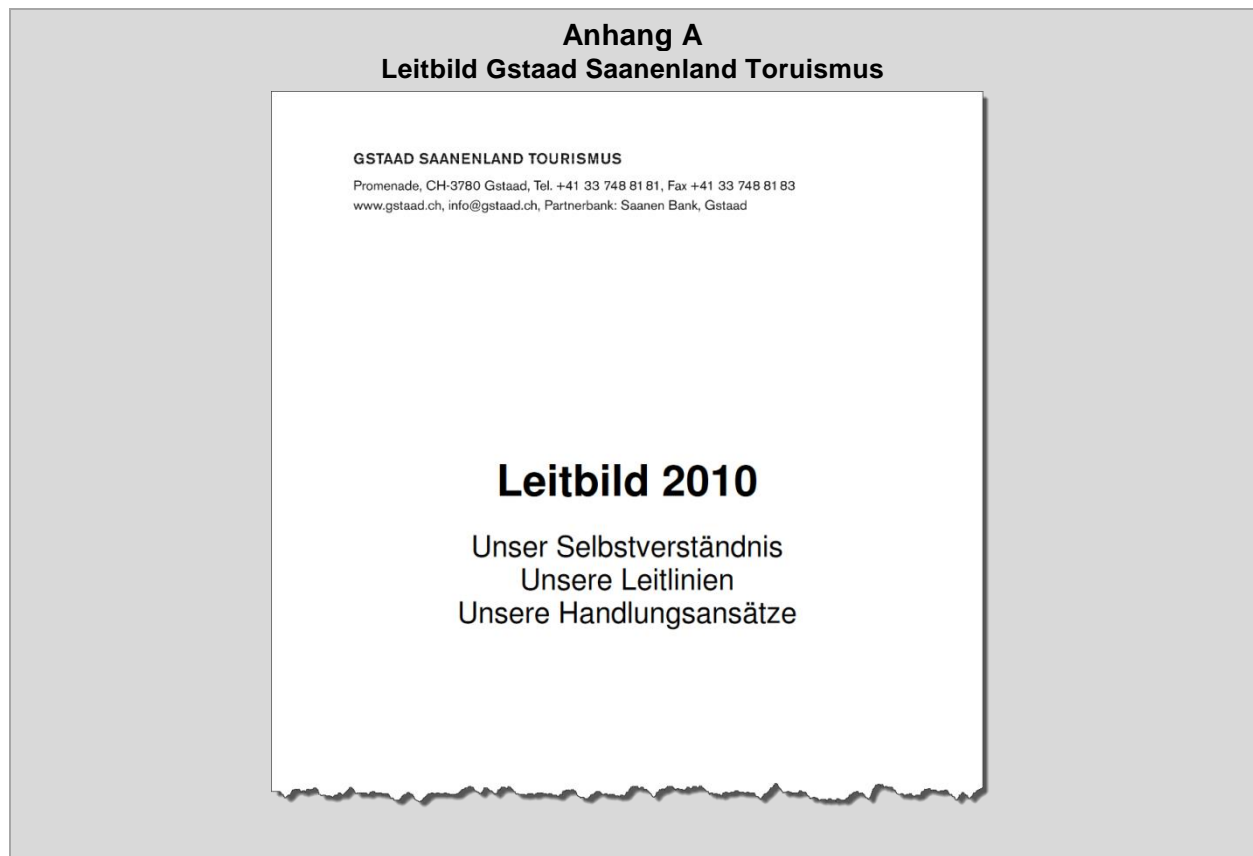 Anhang A
Leitbild Gstaad Saanenland Toruismus
GSTAAD SAANENLAND TOURISMUS
Promenade, CH-3780 Gstaad, Tel. +41 33 748 81 81, Fax +41 33 748 81 83
www.gstaad.ch, info@gstaad.ch, Partnerbank: Saanen Bank, Gstaad
Leitbild 2010
Unser Selbstverständnis
Unsere Leitlinien
Unsere Handlungsansätze